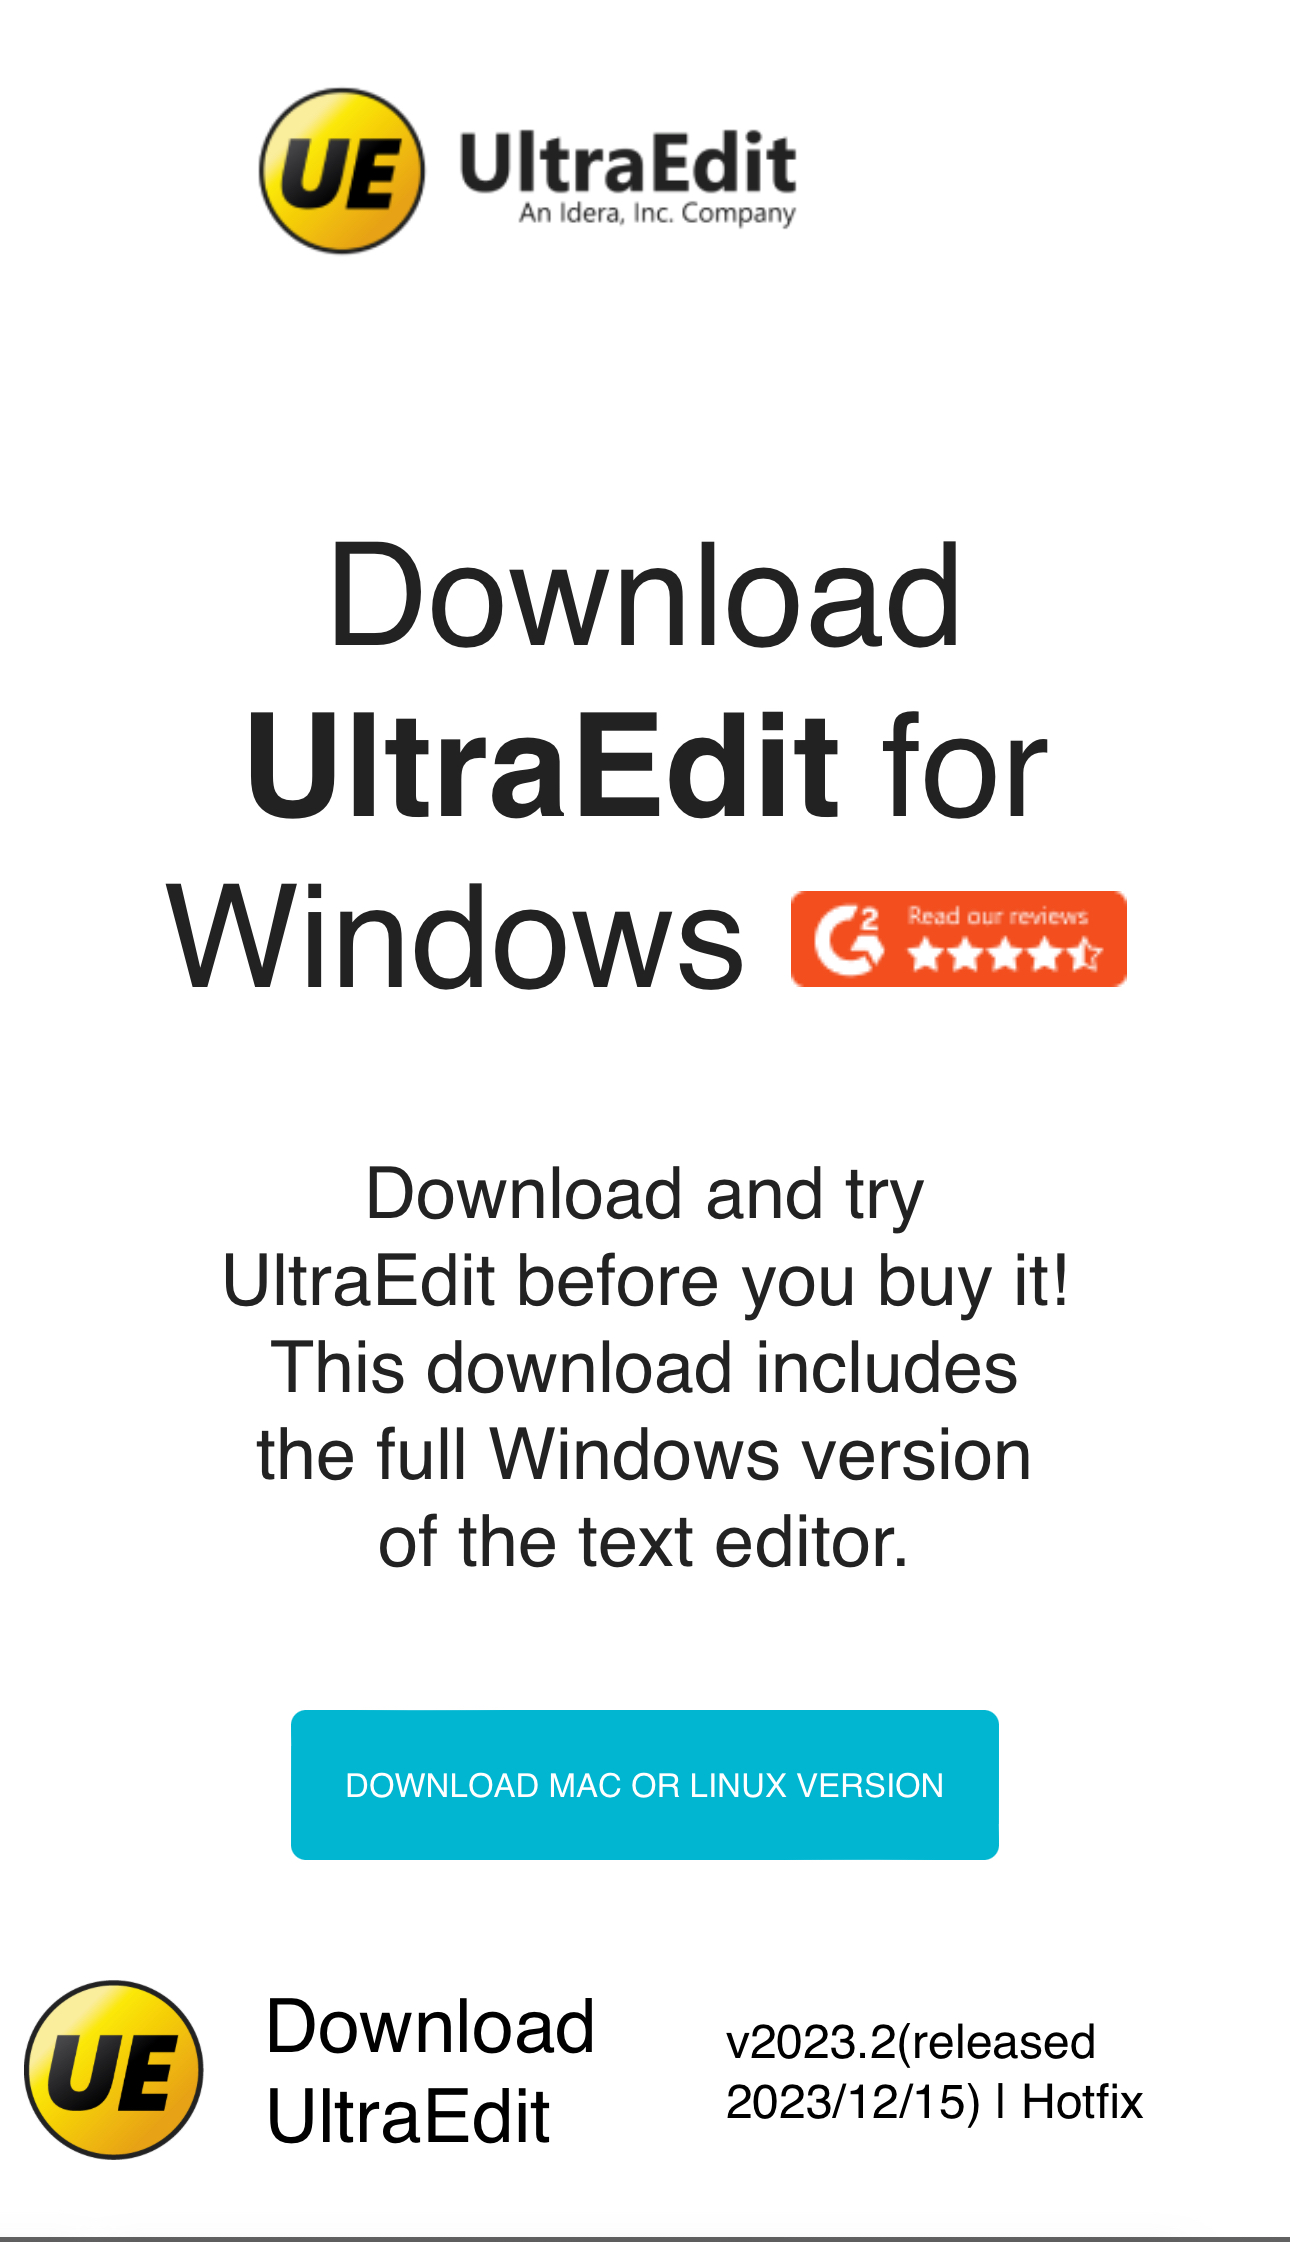 UE
UltraEdit
An Idera, Inc. Company
Download
UltraEdit for
Windows
G2 Read our reviews
Download and try
UltraEdit before you buy it!
This download includes
the full Windows version
of the text editor.
DOWNLOAD MAC OR LINUX VERSION
UE
Download
UltraEdit
v2023.2(released
2023/12/15) | Hotfix